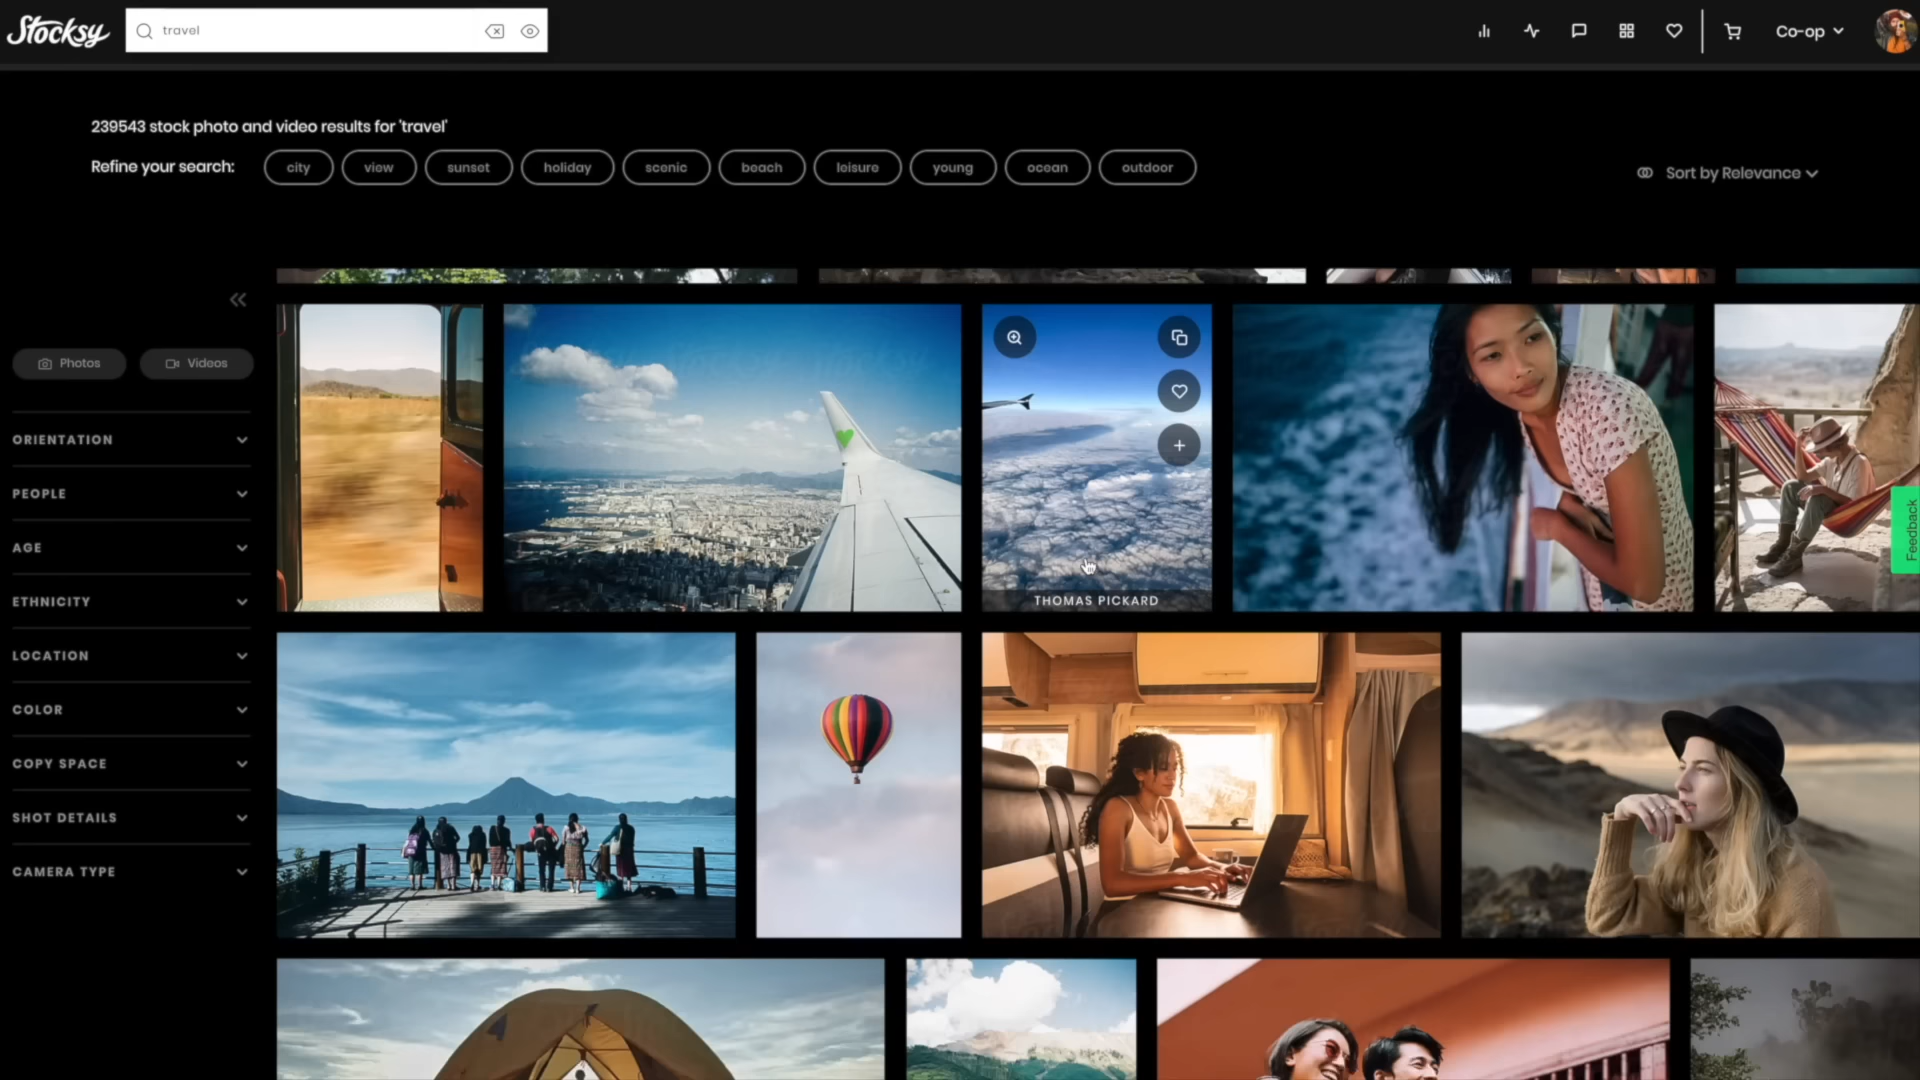 Stocksy
travel
Co-op
239543 stock photo and video results for 'travel'
Refine your search:
city
view
sunset
holiday
scenic
beach
leisure
young
ocean
outdoor
Sort by Relevance
Photos
Videos
ORIENTATION
PEOPLE
AGE
ETHNICITY
LOCATION
COLOR
COPY SPACE
SHOT DETAILS
CAMERA TYPE
THOMAS PICKARD
Feedback